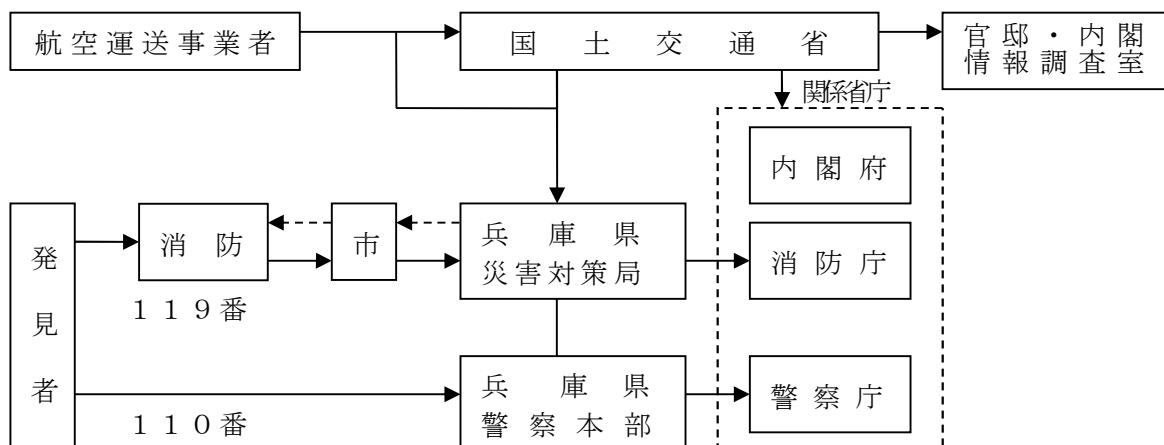 航空運送事業者
国土交通省
官邸・内閣
情報調査室
関係省庁
内閣府
発見者
消防
市
兵庫県
災害対策局
消防庁
１１９番
兵庫県
警察本部
警察庁
１１０番